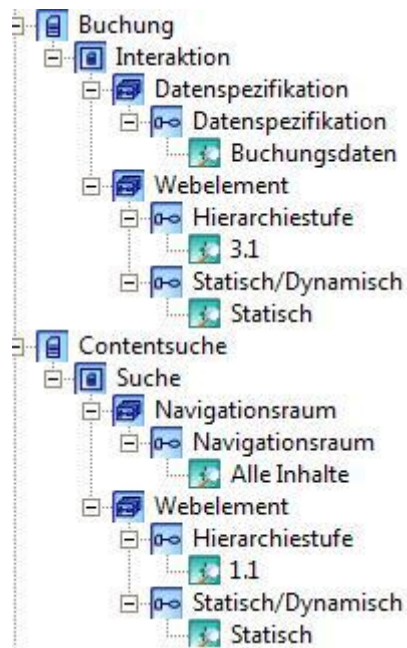 Buchung
Interaktion
Datenspezifikation
Datenspezifikation
Buchungsdaten
Webelement
Hierarchiestufe
3.1
Statisch/Dynamisch
Statisch
Contentsuche
Suche
Navigationsraum
Navigationsraum
Alle Inhalte
Webelement
Hierarchiestufe
1.1
Statisch/Dynamisch
Statisch